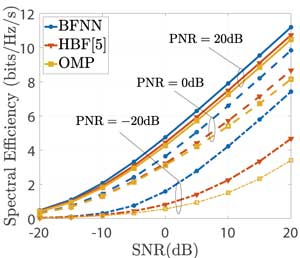 12
10
8
6
4
2
0
Spectral Efficiency (bits/Hz/s)
BFNN
HBF[5]
OMP
PNR = 20dB
PNR = 0dB
PNR = −20dB
-20
-10
0
10
20
SNR(dB)